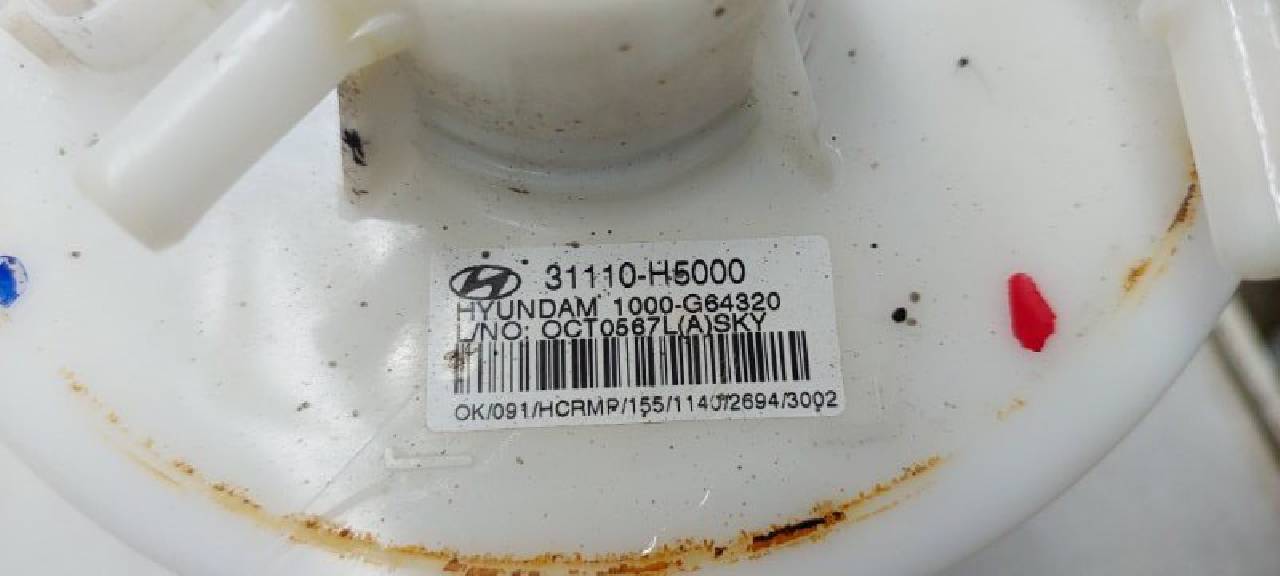 31110-H5000
HYUNDAM 1000-G64320
L/NO: OCT0567L(A)SKY
OK/091/HCRMP/155/1140/2694/3002